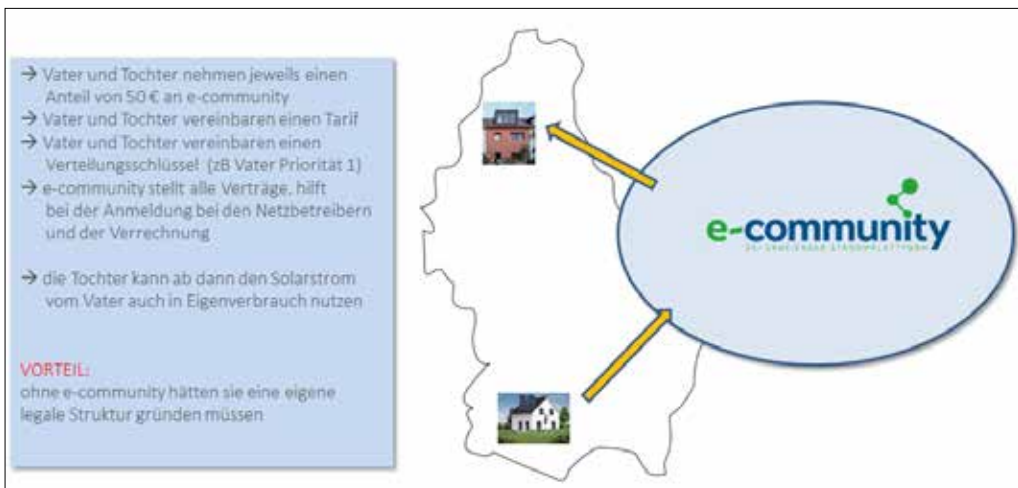 → Vater und Tochter nehmen jeweils einen
Anteil von 50 € an e-community
→ Vater und Tochter vereinbaren einen Tarif
→ Vater und Tochter vereinbaren einen
Verteilungsschlüssel (zB Vater Priorität 1)
→ e-community stellt alle Verträge, hilft
bei der Anmeldung bei den Netzbetreibern
und der Verrechnung
→ die Tochter kann ab dann den Solarstrom
vom Vater auch in Eigenverbrauch nutzen
VORTEIL:
ohne e-community hätten sie eine eigene
legale Struktur gründen müssen
e-community